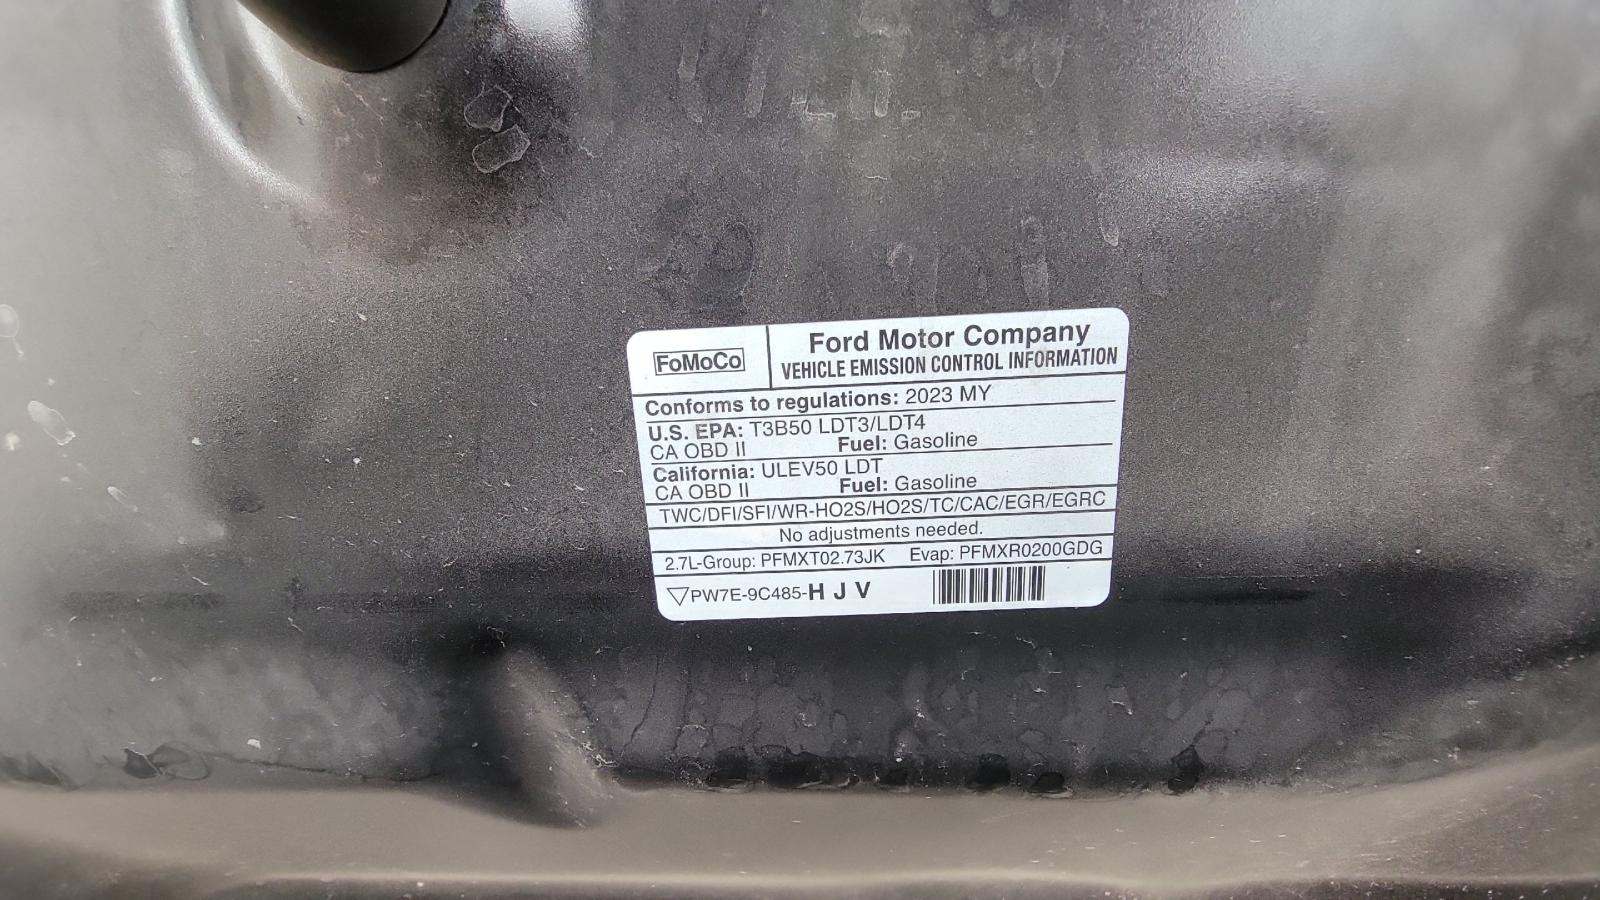 FoMoCo
Ford Motor Company
VEHICLE EMISSION CONTROL INFORMATION
Conforms to regulations: 2023 MY
U.S. EPA: T3B50 LDT3/LDT4
CA OBD II Fuel: Gasoline
California: ULEV50 LDT
CA OBD II Fuel: Gasoline
TWC/DFI/SFI/WR-HO2S/HO2S/TC/CAC/EGR/EGRC
No adjustments needed.
2.7L-Group: PFMXT02.73JK Evap: PFMXR0200GDG
PW7E-9C485-H J V